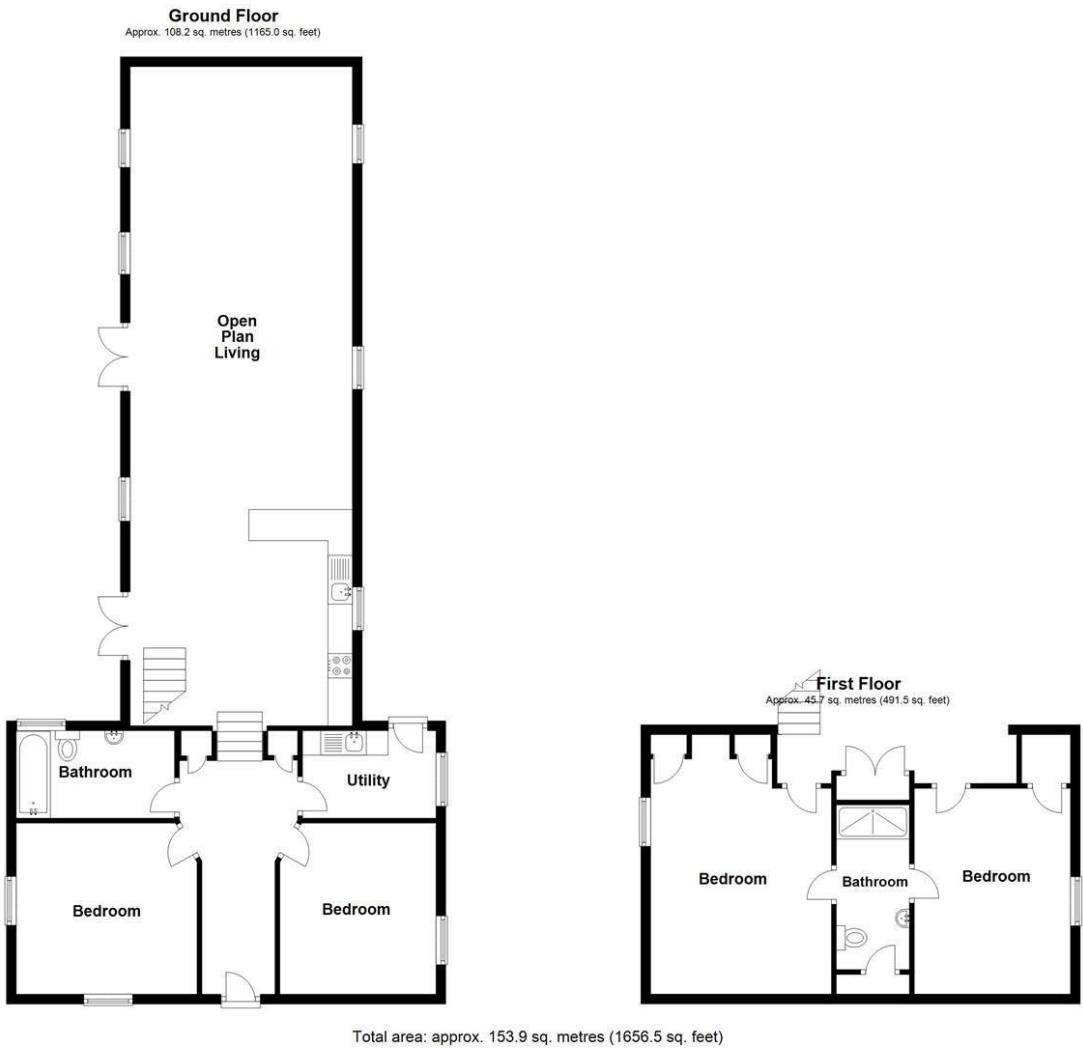 Ground Floor
Approx. 108.2 sq. metres (1165.0 sq. feet)
Open
Plan
Living
Bathroom
Utility
Bedroom
Bedroom
First Floor
Approx. 45.7 sq. metres (491.5 sq. feet)
Bedroom
Bathroom
Bedroom
Total area: approx. 153.9 sq. metres (1656.5 sq. feet)